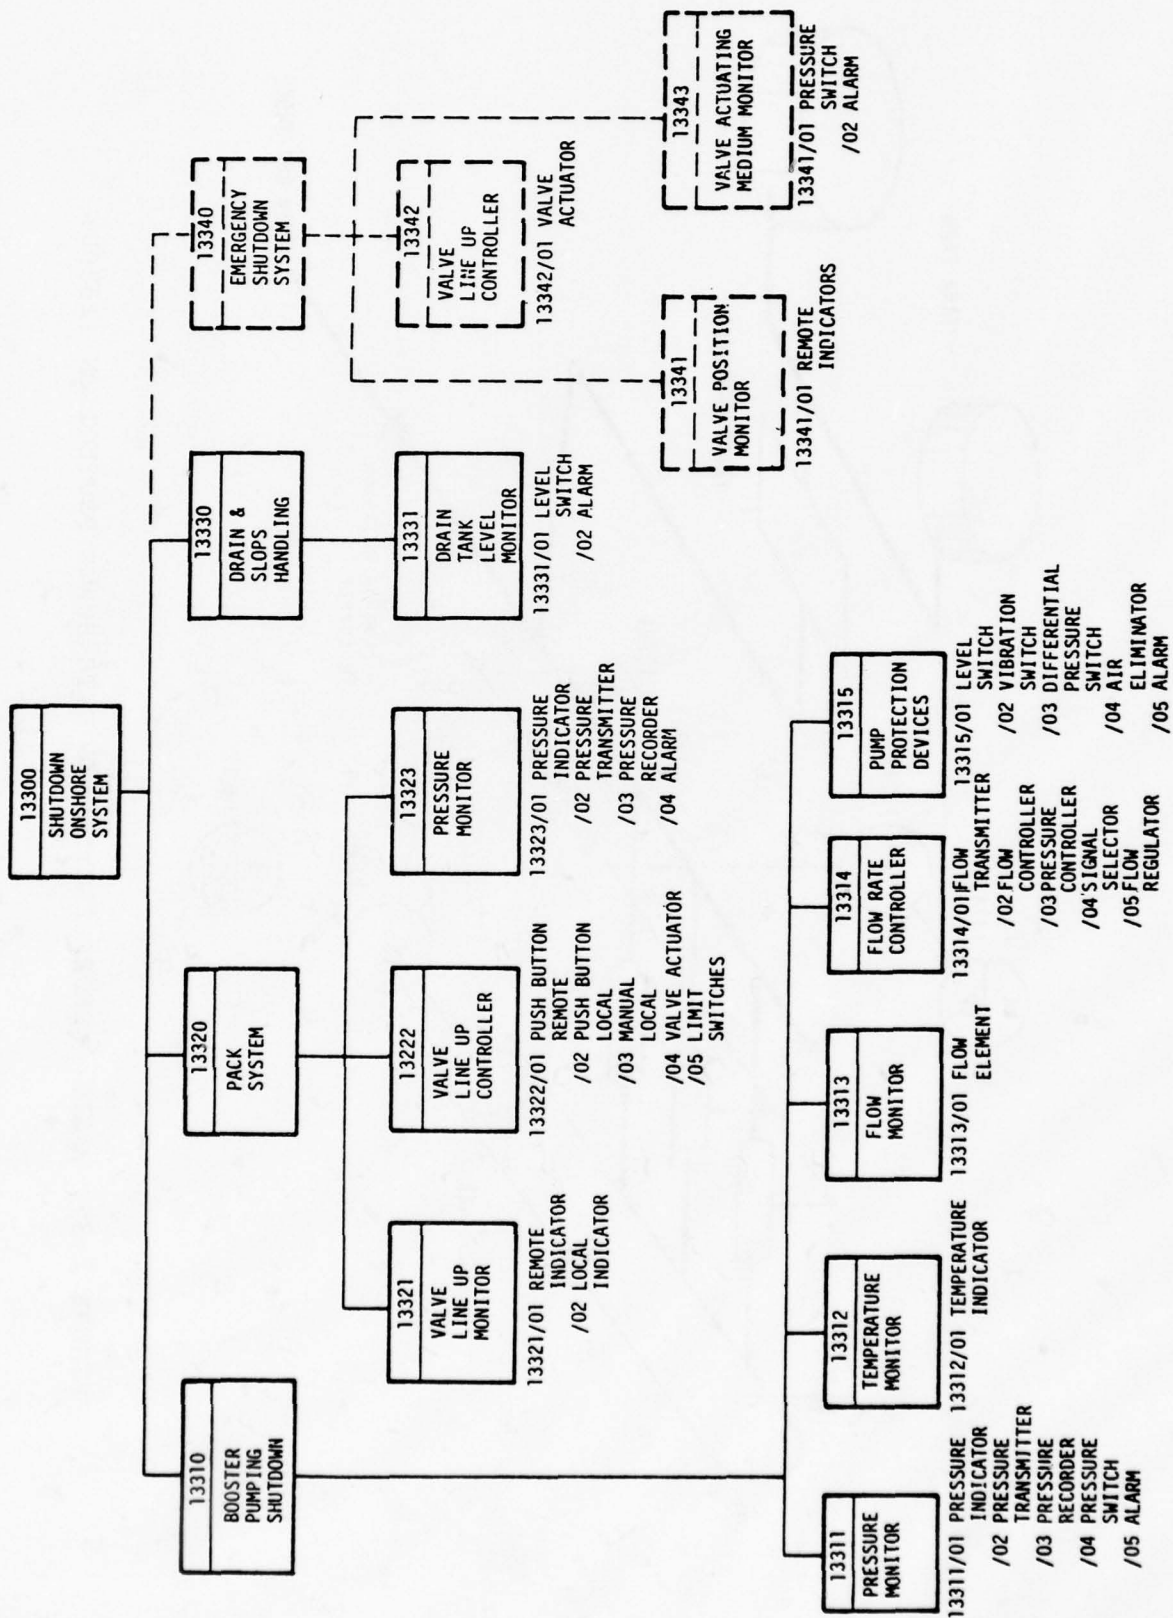 13300
SHUTDOWN
ONSHORE
SYSTEM
13310
BOOSTER
PUMPING
SHUTDOWN
13320
PACK
SYSTEM
13330
DRAIN &
SLOPS
HANDLING
13340
EMERGENCY
SHUTDOWN
SYSTEM
13321
VALVE
LINE UP
MONITOR
13321/01 REMOTE
INDICATOR
/02 LOCAL
INDICATOR
13222
VALVE
LINE UP
CONTROLLER
13322/01 PUSH BUTTON
REMOTE
/02 PUSH BUTTON
LOCAL
/03 MANUAL
LOCAL
/04 VALVE ACTUATOR
/05 LIMIT
SWITCHES
13323
PRESSURE
MONITOR
13323/01 PRESSURE
INDICATOR
/02 PRESSURE
TRANSMITTER
/03 PRESSURE
RECORDER
/04 ALARM
13331
DRAIN
TANK
LEVEL
MONITOR
13331/01 LEVEL
SWITCH
/02 ALARM
13342
VALVE
LINE UP
CONTROLLER
13342/01 VALVE
ACTUATOR
13341
VALVE POSITION
MONITOR
13341/01 REMOTE
INDICATORS
13343
VALVE ACTUATING
MEDIUM MONITOR
13341/01 PRESSURE
SWITCH
/02 ALARM
13311
PRESSURE
MONITOR
13311/01 PRESSURE
INDICATOR
/02 PRESSURE
TRANSMITTER
/03 PRESSURE
RECORDER
/04 PRESSURE
SWITCH
/05 ALARM
13312
TEMPERATURE
MONITOR
13312/01 TEMPERATURE
INDICATOR
13313
FLOW
MONITOR
13313/01 FLOW
ELEMENT
13314
FLOW RATE
CONTROLLER
13314/01 FLOW
TRANSMITTER
/02 FLOW
CONTROLLER
/03 PRESSURE
CONTROLLER
/04 SIGNAL
SELECTOR
/05 FLOW
REGULATOR
13315
PUMP
PROTECTION
DEVICES
13315/01 LEVEL
SWITCH
/02 VIBRATION
SWITCH
/03 DIFFERENTIAL
PRESSURE
SWITCH
/04 AIR
ELIMINATOR
/05 ALARM